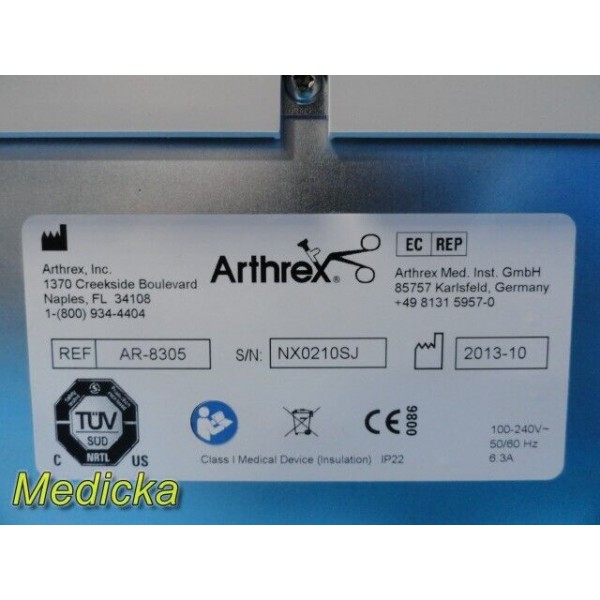 Arthrex, Inc.
1370 Creekside Boulevard
Naples, FL 34108
1-(800) 934-4404
Arthrex®
EC REP
Arthrex Med. Inst. GmbH
85757 Karlsfeld, Germany
+49 8131 5957-0
REF AR-8305
S/N: NX0210SJ
2013-10
TÜV
SÜD
NRTL
C US
CE 0086
100-240V~
50/60 Hz
6.3A
Class I Medical Device (Insulation) IP22
Medicka